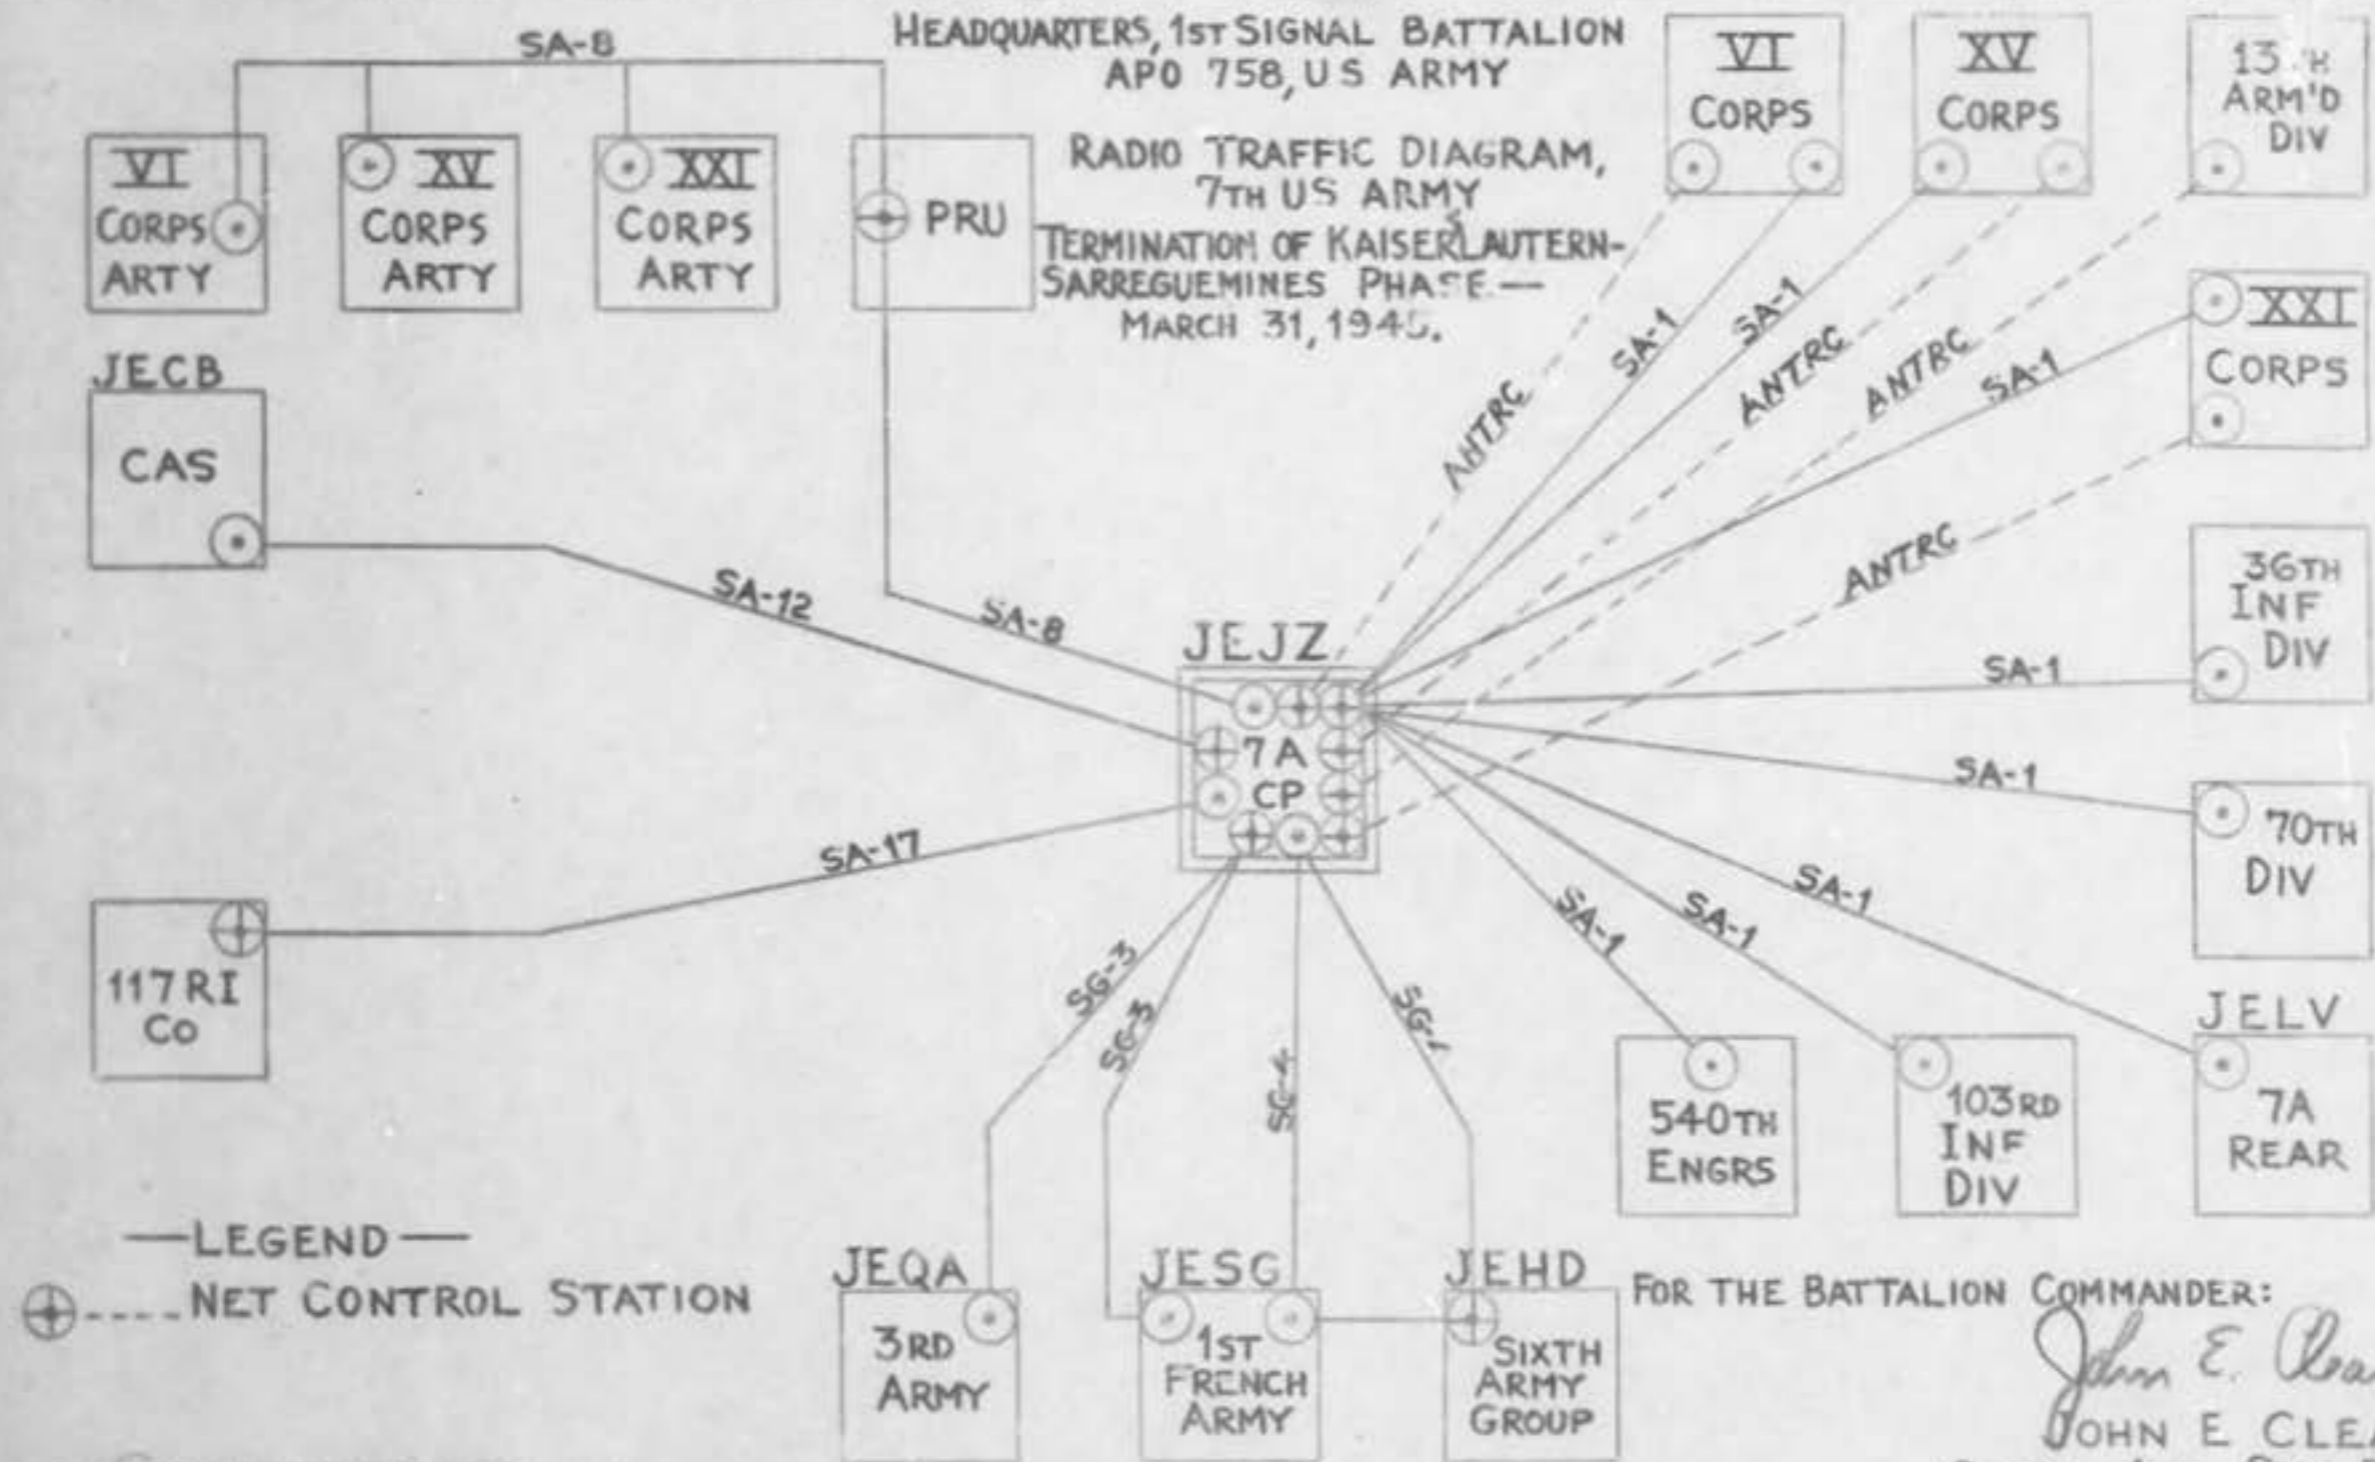 HEADQUARTERS, 1ST SIGNAL BATTALION
APO 758, US ARMY
RADIO TRAFFIC DIAGRAM,
7TH US ARMY
TERMINATION OF KAISERLAUTERN-
S
SARREGUEMINES PHASE —
MARCH 31, 1945.
SA-8
VI
CORPS
ARTY
XV
CORPS
ARTY
XXI
CORPS
ARTY
PRU
VI
CORPS
XV
CORPS
13TH
ARM'D
DIV
XXI
CORPS
JECB
CAS
SA-12
SA-8
ANTRC
SA-1
SA-1
ANTRC
ANTRC
SA-1
ANTRC
36TH
INF
DIV
SA-1
JEJZ
7A
CP
SA-1
70TH
DIV
SA-17
117 RI
CO
SA-1
SA-1
SA-1
SG-3
SG-3
SG-4
540TH
ENGRS
103RD
INF
DIV
JELV
7A
REAR
— LEGEND —
---- NET CONTROL STATION
JEQA
3RD
ARMY
JESG
1ST
FRENCH
ARMY
JEHD
SIXTH
ARMY
GROUP
FOR THE BATTALION COMMANDER:
John E.
JOHN E